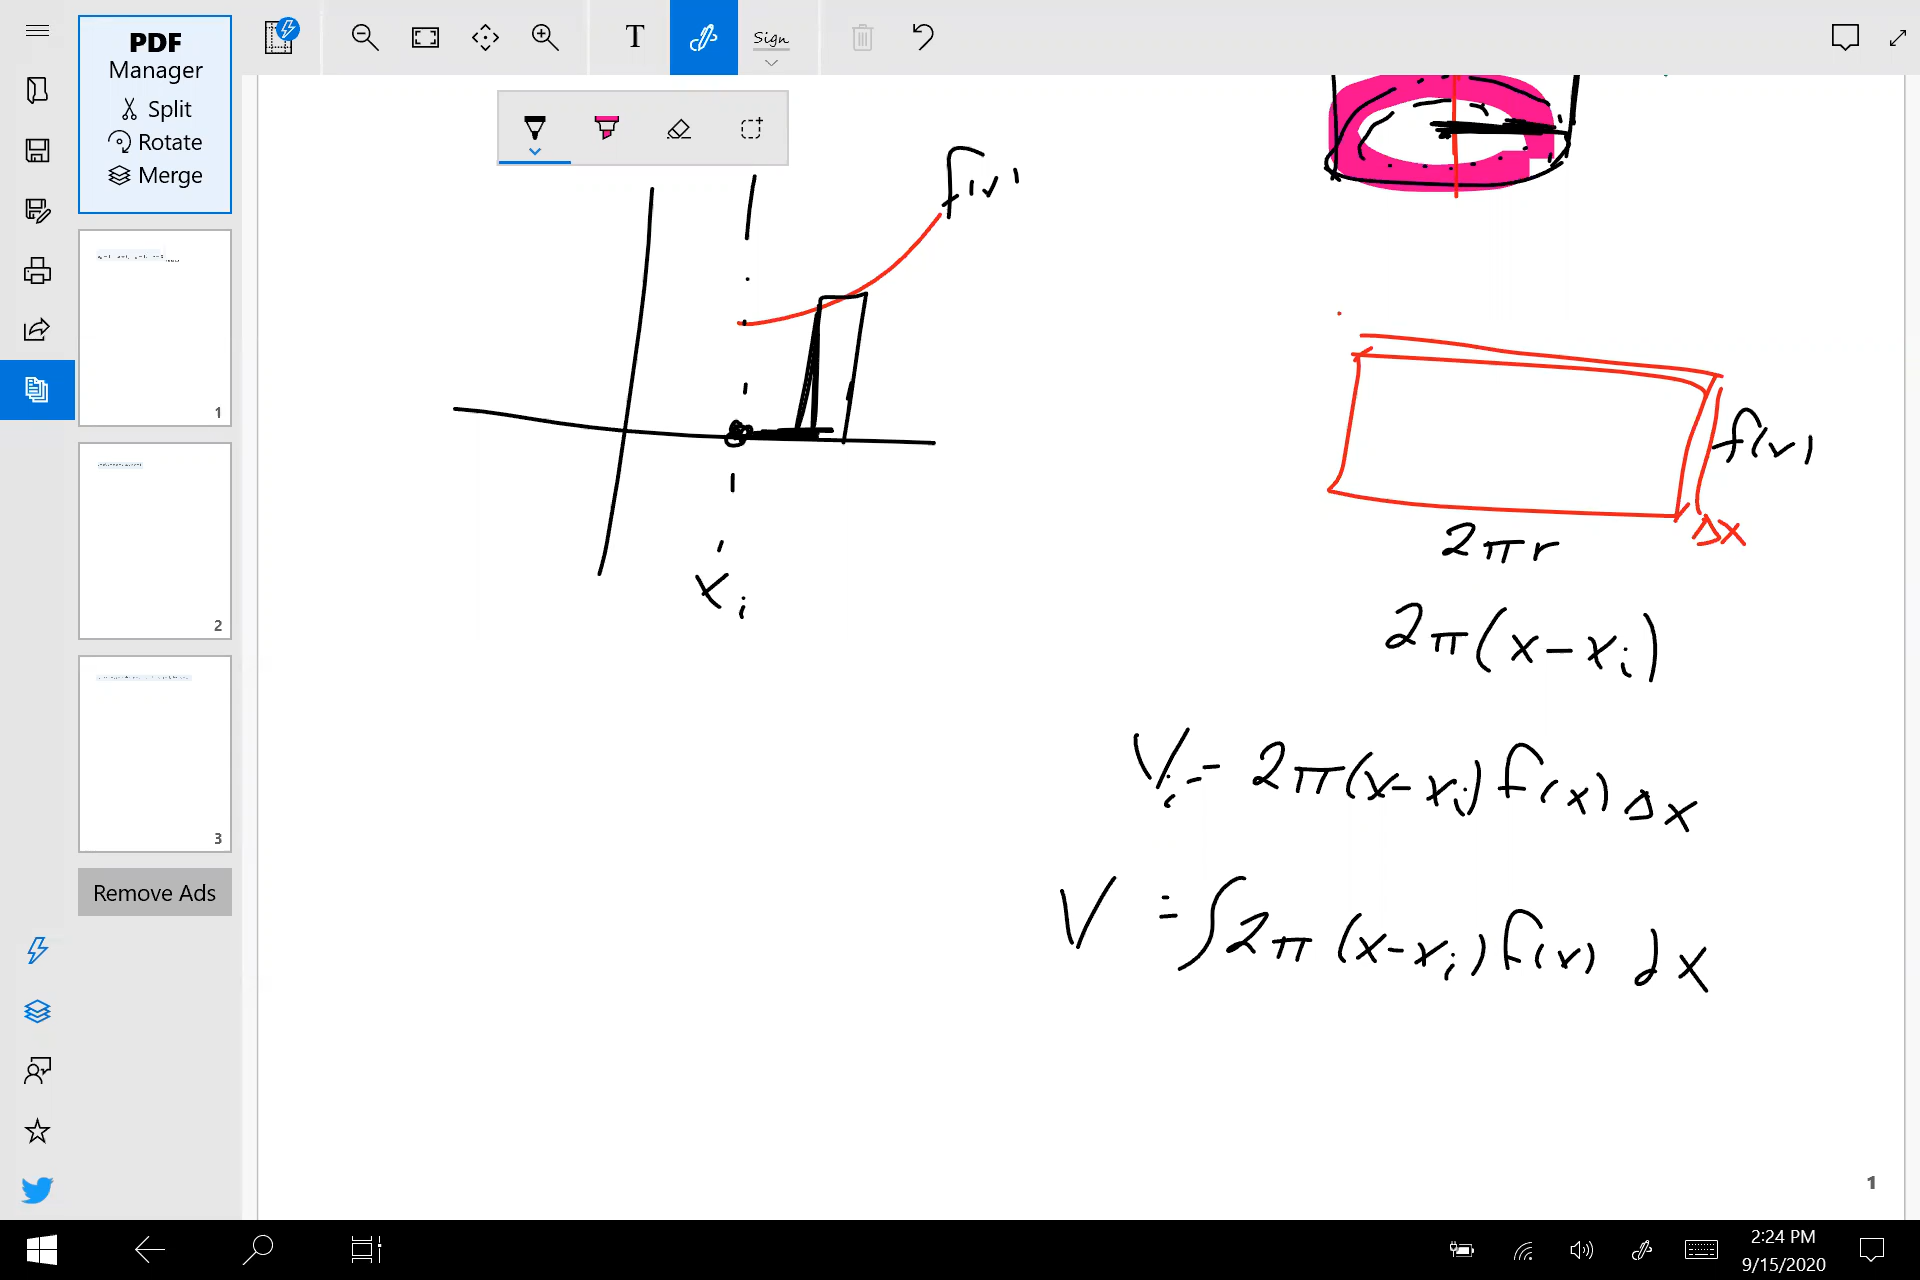 PDF
Manager
Split
Rotate
Merge
1
2
3
Remove Ads
T
Sign
f(x)
x i
f(x)
Δx
2πr
2π(x-xi)
Vi = 2π(x-xi) f(x) Δx
V = ∫2π (x-xi) f(x) dx
1
2:24 PM
9/15/2020